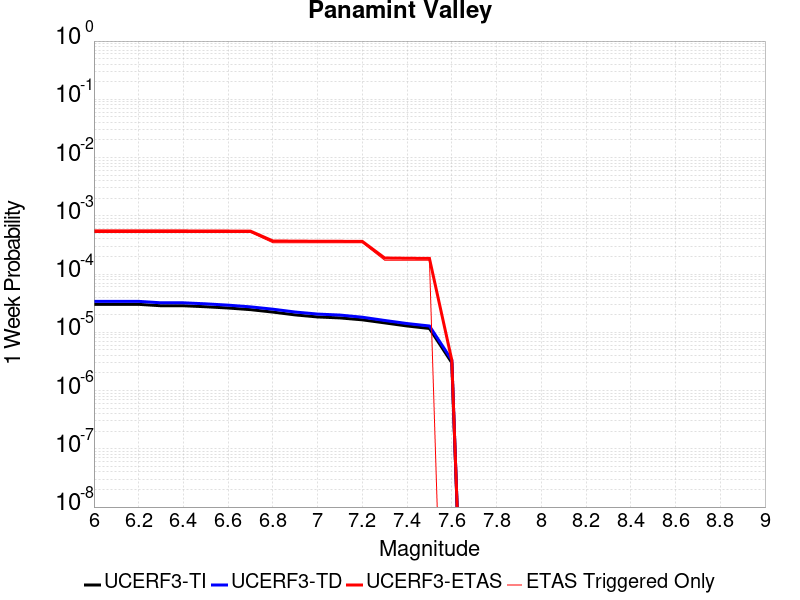 Panamint Valley
10 0
10 -1
10 -2
10 -3
10 -4
10 -5
10 -6
10 -7
10 -8
1 Week Probability
6 6.2 6.4 6.6 6.8 7 7.2 7.4 7.6 7.8 8 8.2 8.4 8.6 8.8 9
Magnitude
UCERF3-TI UCERF3-TD UCERF3-ETAS ETAS Triggered Only